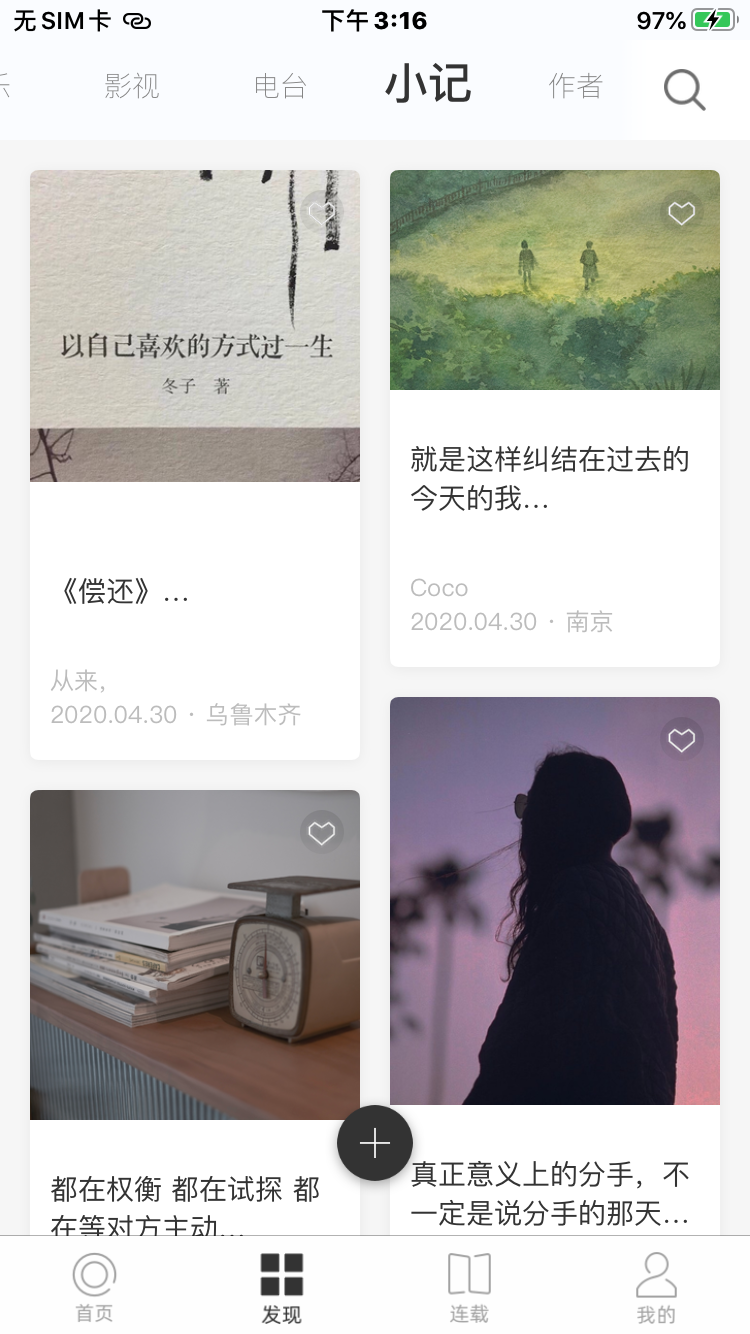 无SIM卡
下午3:16
97%
乐
影视
电台
小记
作者
以自己喜欢的方式过一生
冬子 著
《偿还》...
从来,
2020.04.30 · 乌鲁木齐
就是这样纠结在过去的
今天的我...
Coco
2020.04.30 · 南京
都在权衡 都在试探 都
在等对方主动...
真正意义上的分手，不
一定是说分手的那天...
首页
发现
连载
我的